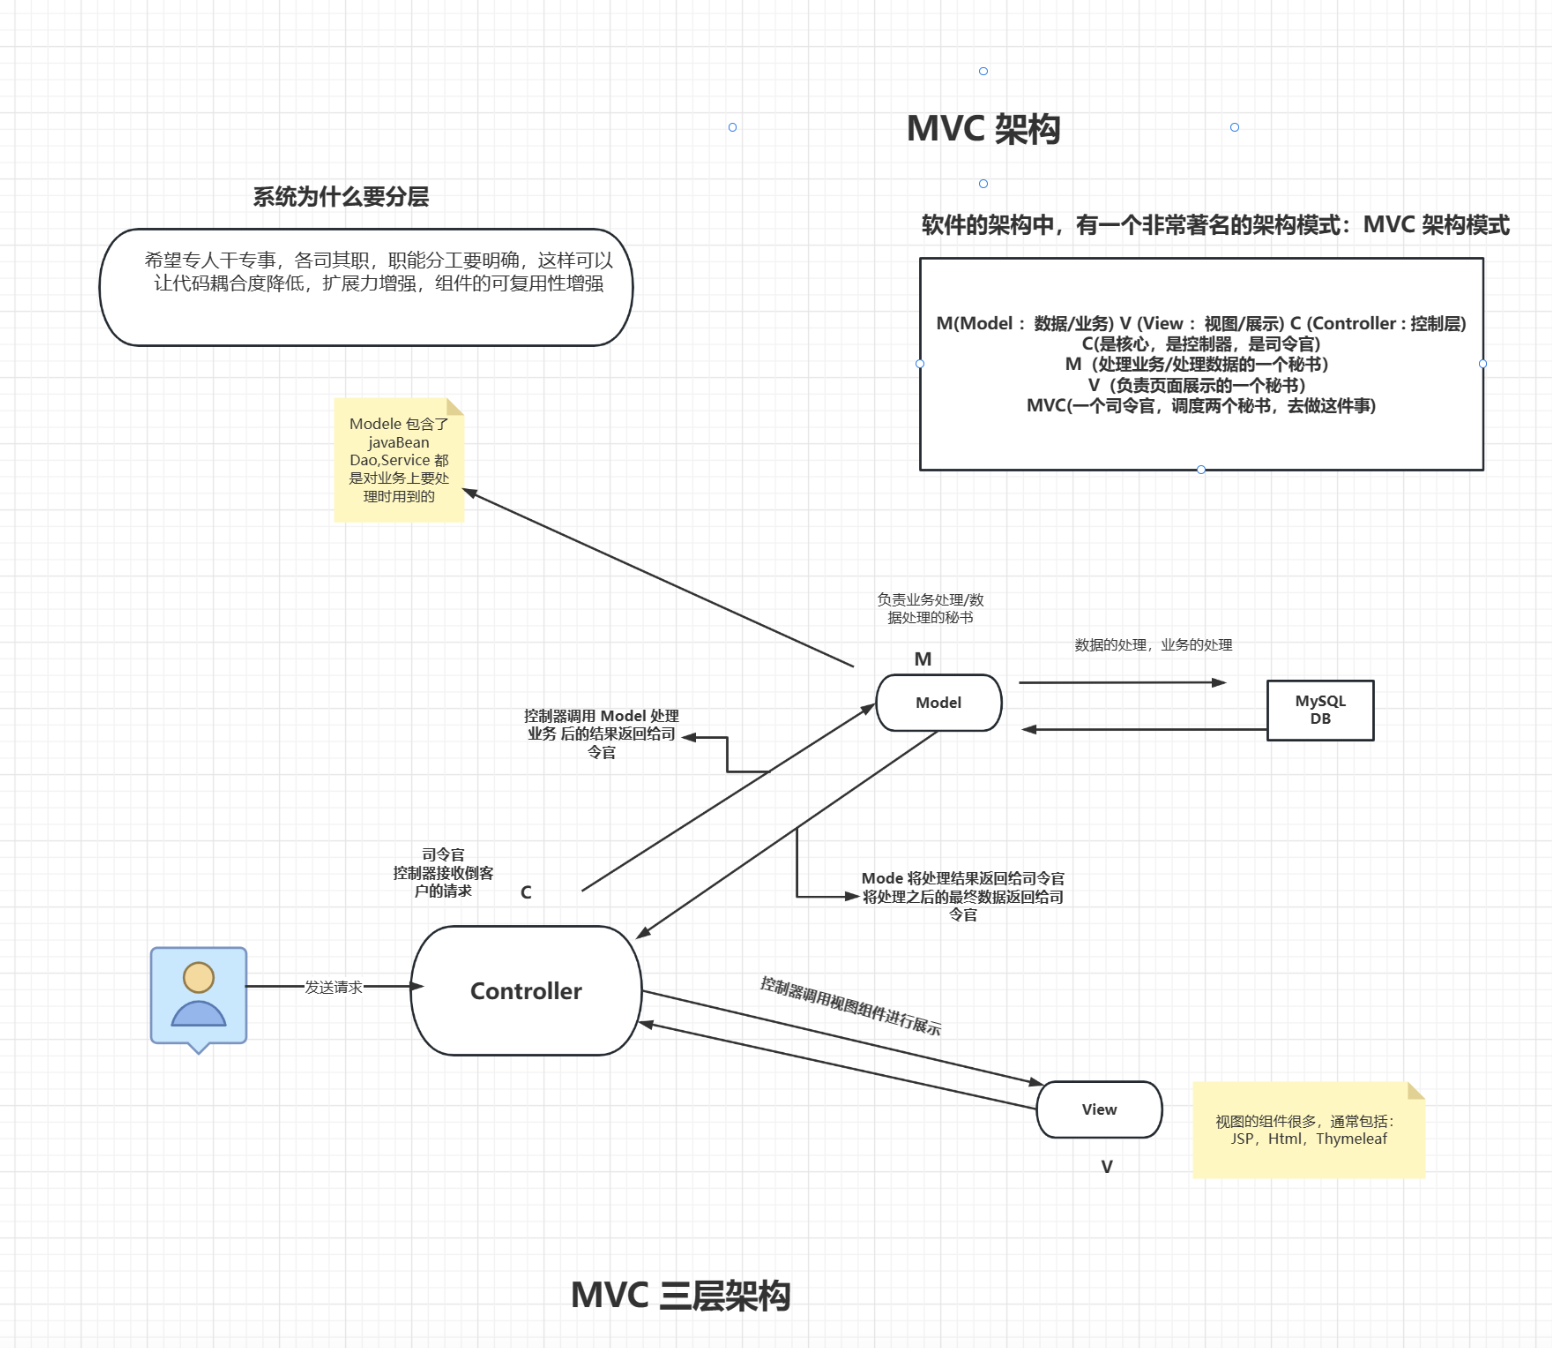 MVC 架构
系统为什么要分层
希望专人干专事，各司其职，职能分工要明确，这样可以
让代码耦合度降低，扩展力增强，组件的可复用性增强
软件的架构中，有一个非常著名的架构模式：MVC 架构模式
M(Model ：数据/业务) V (View ：视图/展示) C (Controller : 控制层)
C(是核心，是控制器，是司令官)
M（处理业务/处理数据的一个秘书）
V（负责页面展示的一个秘书）
MVC(一个司令官，调度两个秘书，去做这件事)
Modele 包含了
javaBean
Dao,Service 都
是对业务上要处
理时用到的
负责业务处理/数
据处理的秘书
M
Model
数据的处理，业务的处理
MySQL
DB
控制器调用 Model 处理
业务 后的结果返回给司
令官
司令官
控制器接收倒客
户的请求
C
Mode 将处理结果返回给司令官
将处理之后的最终数据返回给司
令官
发送请求
Controller
控制器调用视图组件进行展示
View
V
视图的组件很多，通常包括：
JSP，Html，Thymeleaf
MVC 三层架构